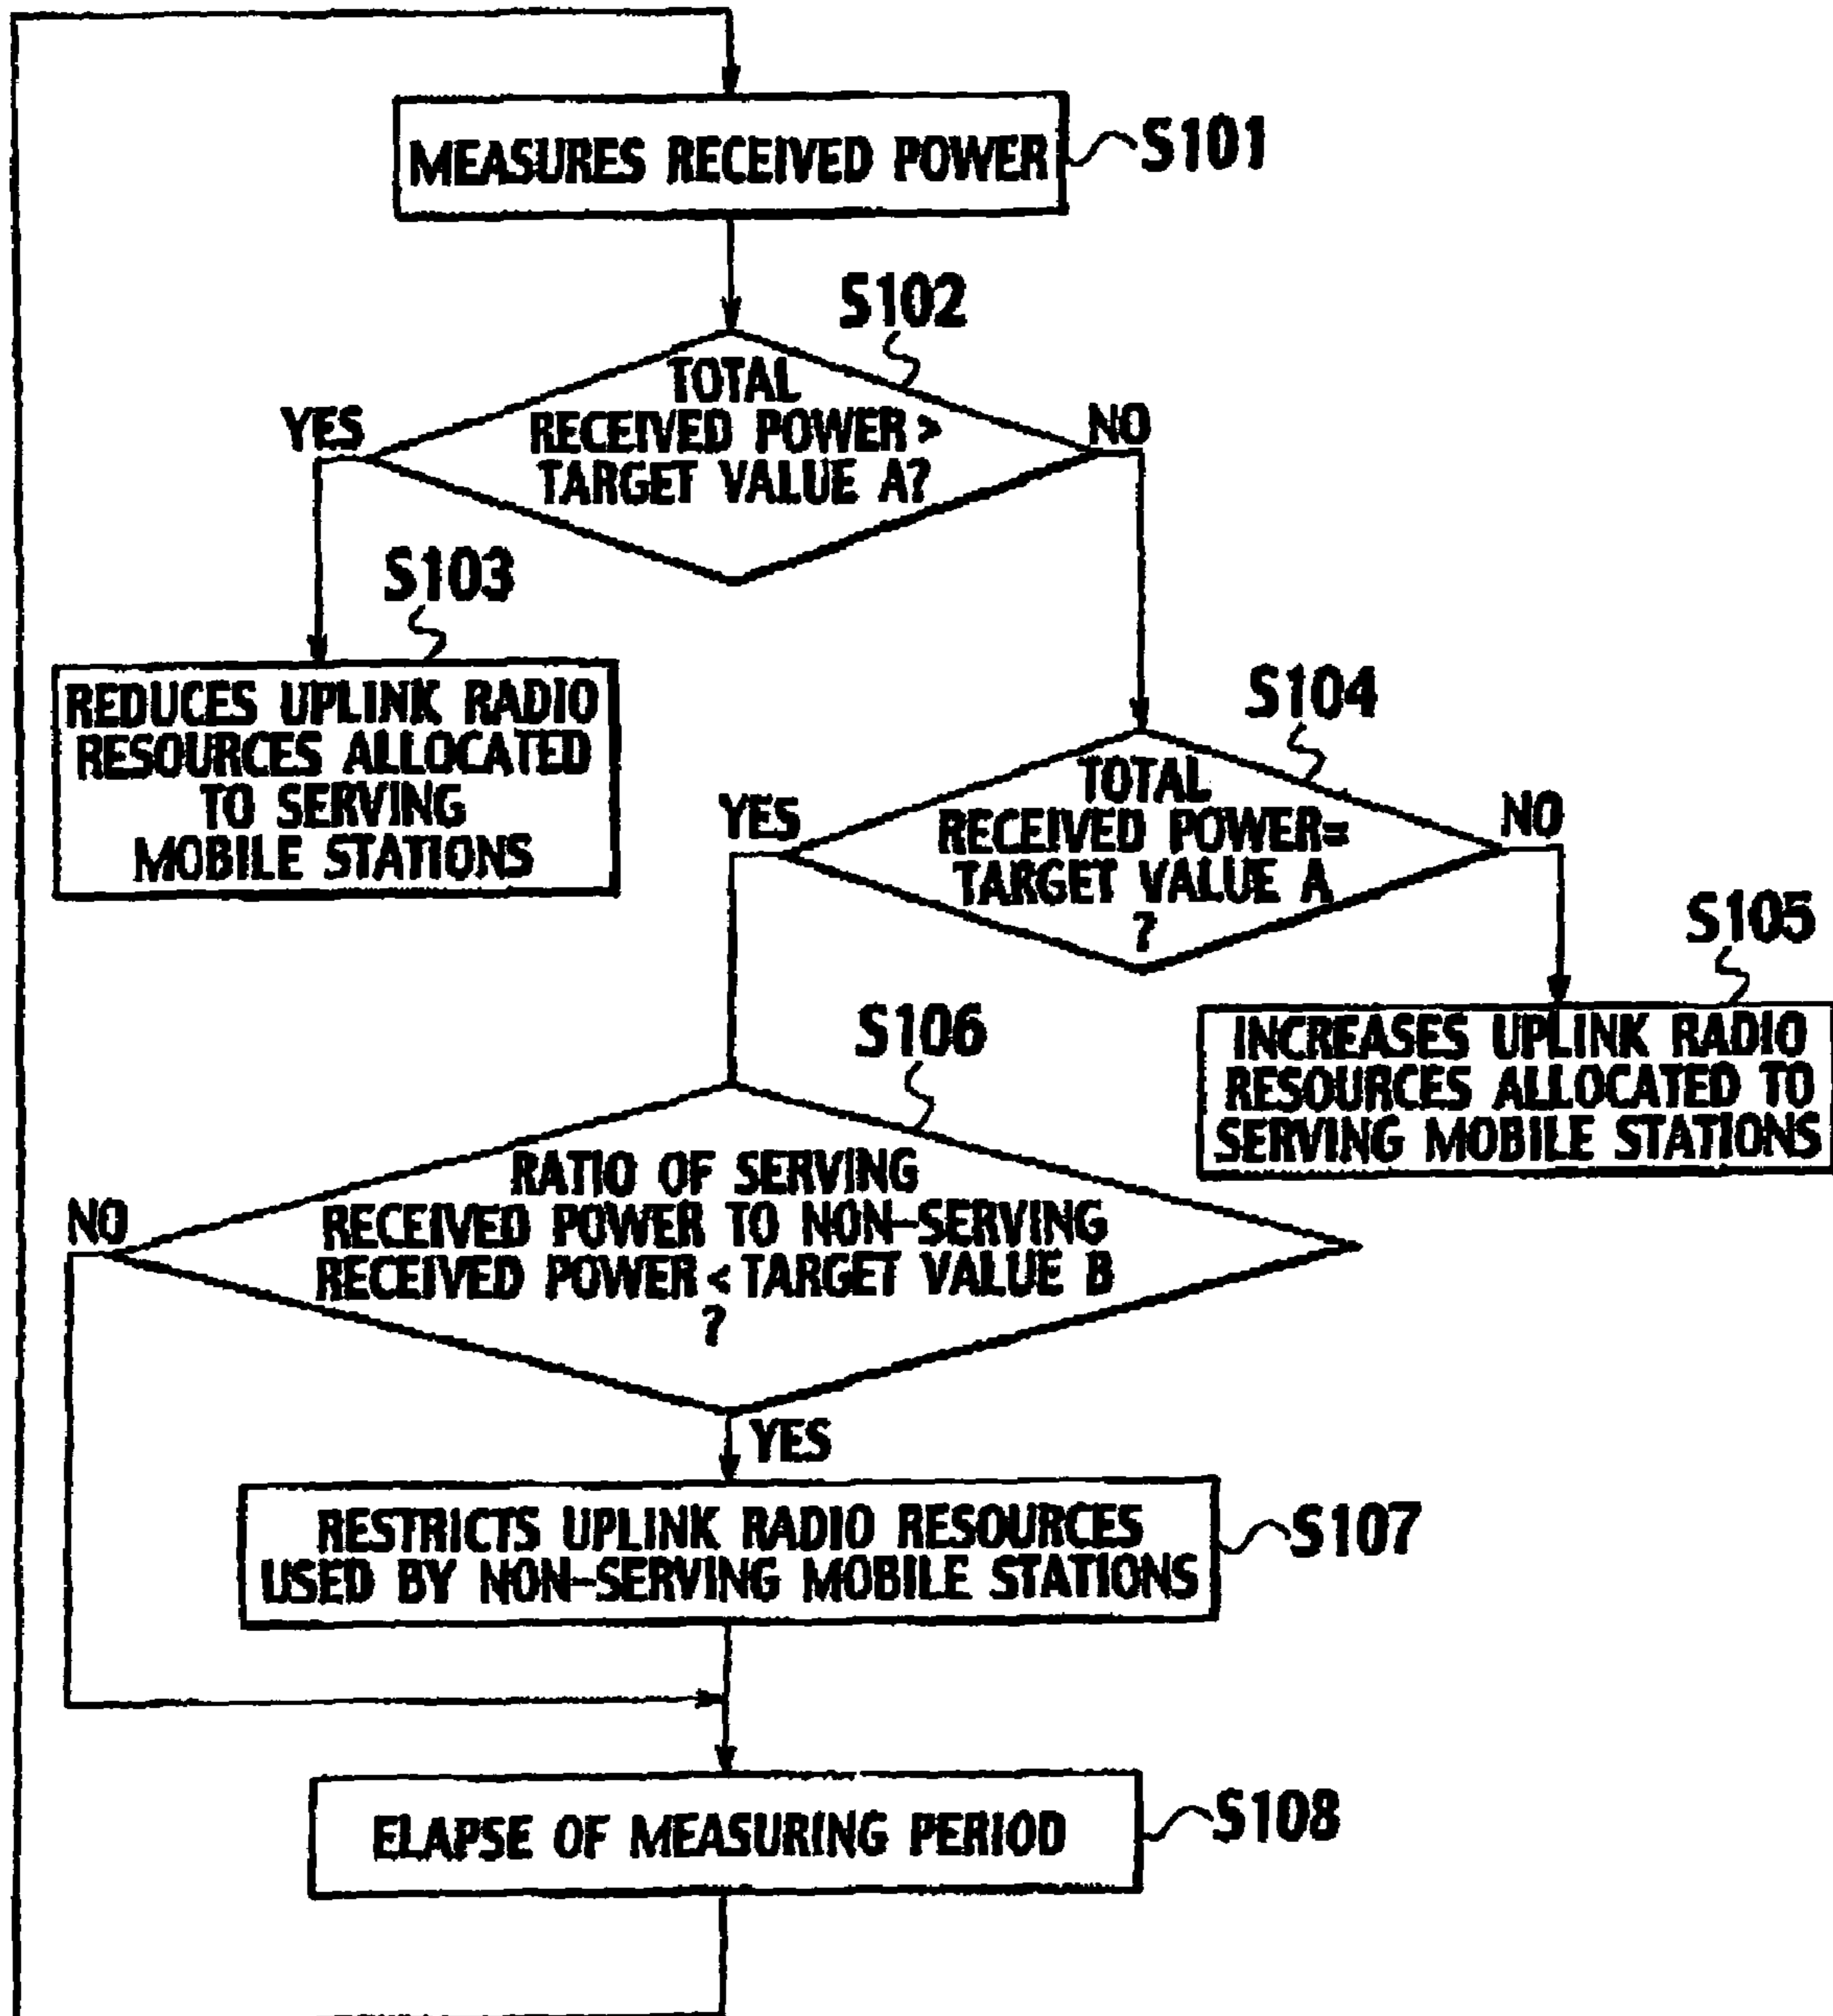 MEASURES RECEIVED POWER
S101
S102
TOTAL
RECEIVED POWER >
TARGET VALUE A?
YES
NO
S103
REDUCES UPLINK RADIO
RESOURCES ALLOCATED
TO SERVING
MOBILE STATIONS
S104
TOTAL
RECEIVED POWER=
TARGET VALUE A
?
YES
NO
S105
INCREASES UPLINK RADIO
RESOURCES ALLOCATED TO
SERVING MOBILE STATIONS
S106
RATIO OF SERVING
RECEIVED POWER TO NON-SERVING
RECEIVED POWER < TARGET VALUE B
?
NO
YES
RESTRICTS UPLINK RADIO RESOURCES
USED BY NON-SERVING MOBILE STATIONS
S107
ELAPSE OF MEASURING PERIOD
S108